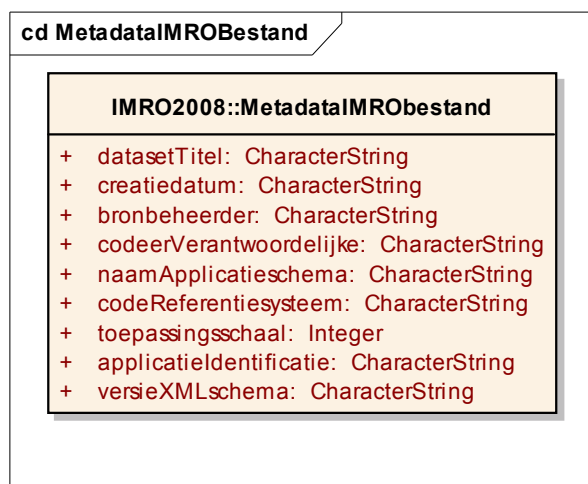 cd MetadataIMROBestand
IMRO2008::MetadataIMRObestand
+ datasetTitel: CharacterString
+ creatiedatum: CharacterString
+ bronbeheerder: CharacterString
+ codeerVerantwoordelijke: CharacterString
+ naamApplicatieschema: CharacterString
+ codeReferentiesysteem: CharacterString
+ toepassingsschaal: Integer
+ applicatieIdentificatie: CharacterString
+ versieXMLschema: CharacterString